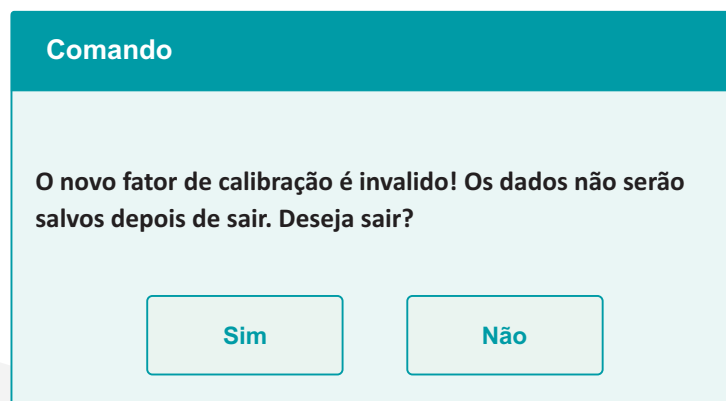 Comando
O novo fator de calibração é invalido! Os dados não serão
salvos depois de sair. Deseja sair?
Sim
Não